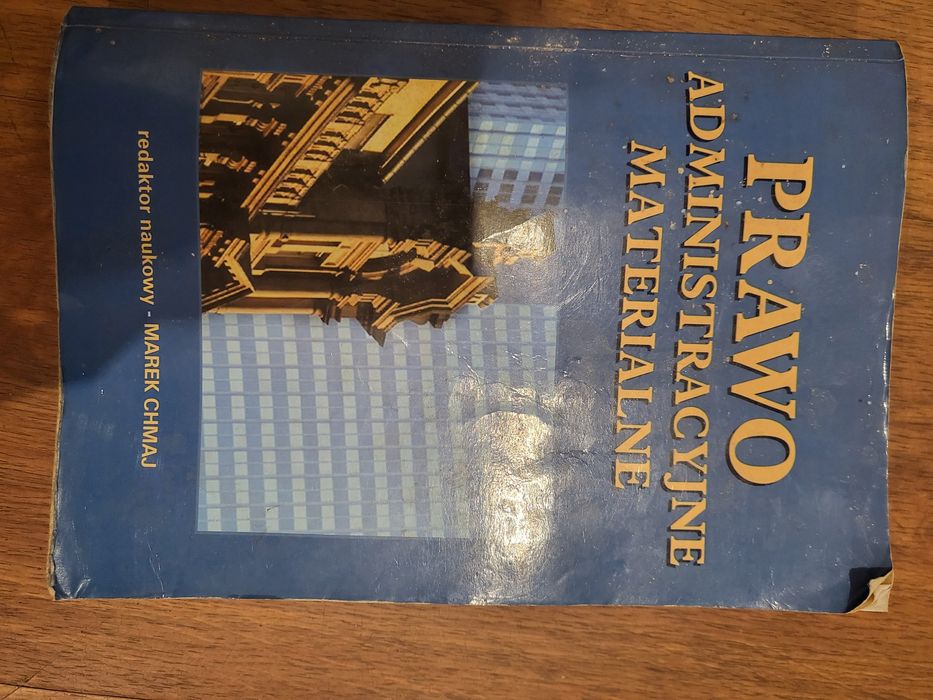 PRAWO
ADMINISTRACYJNE
MATERIALNE
redaktor naukowy - MAREK CHMAJ